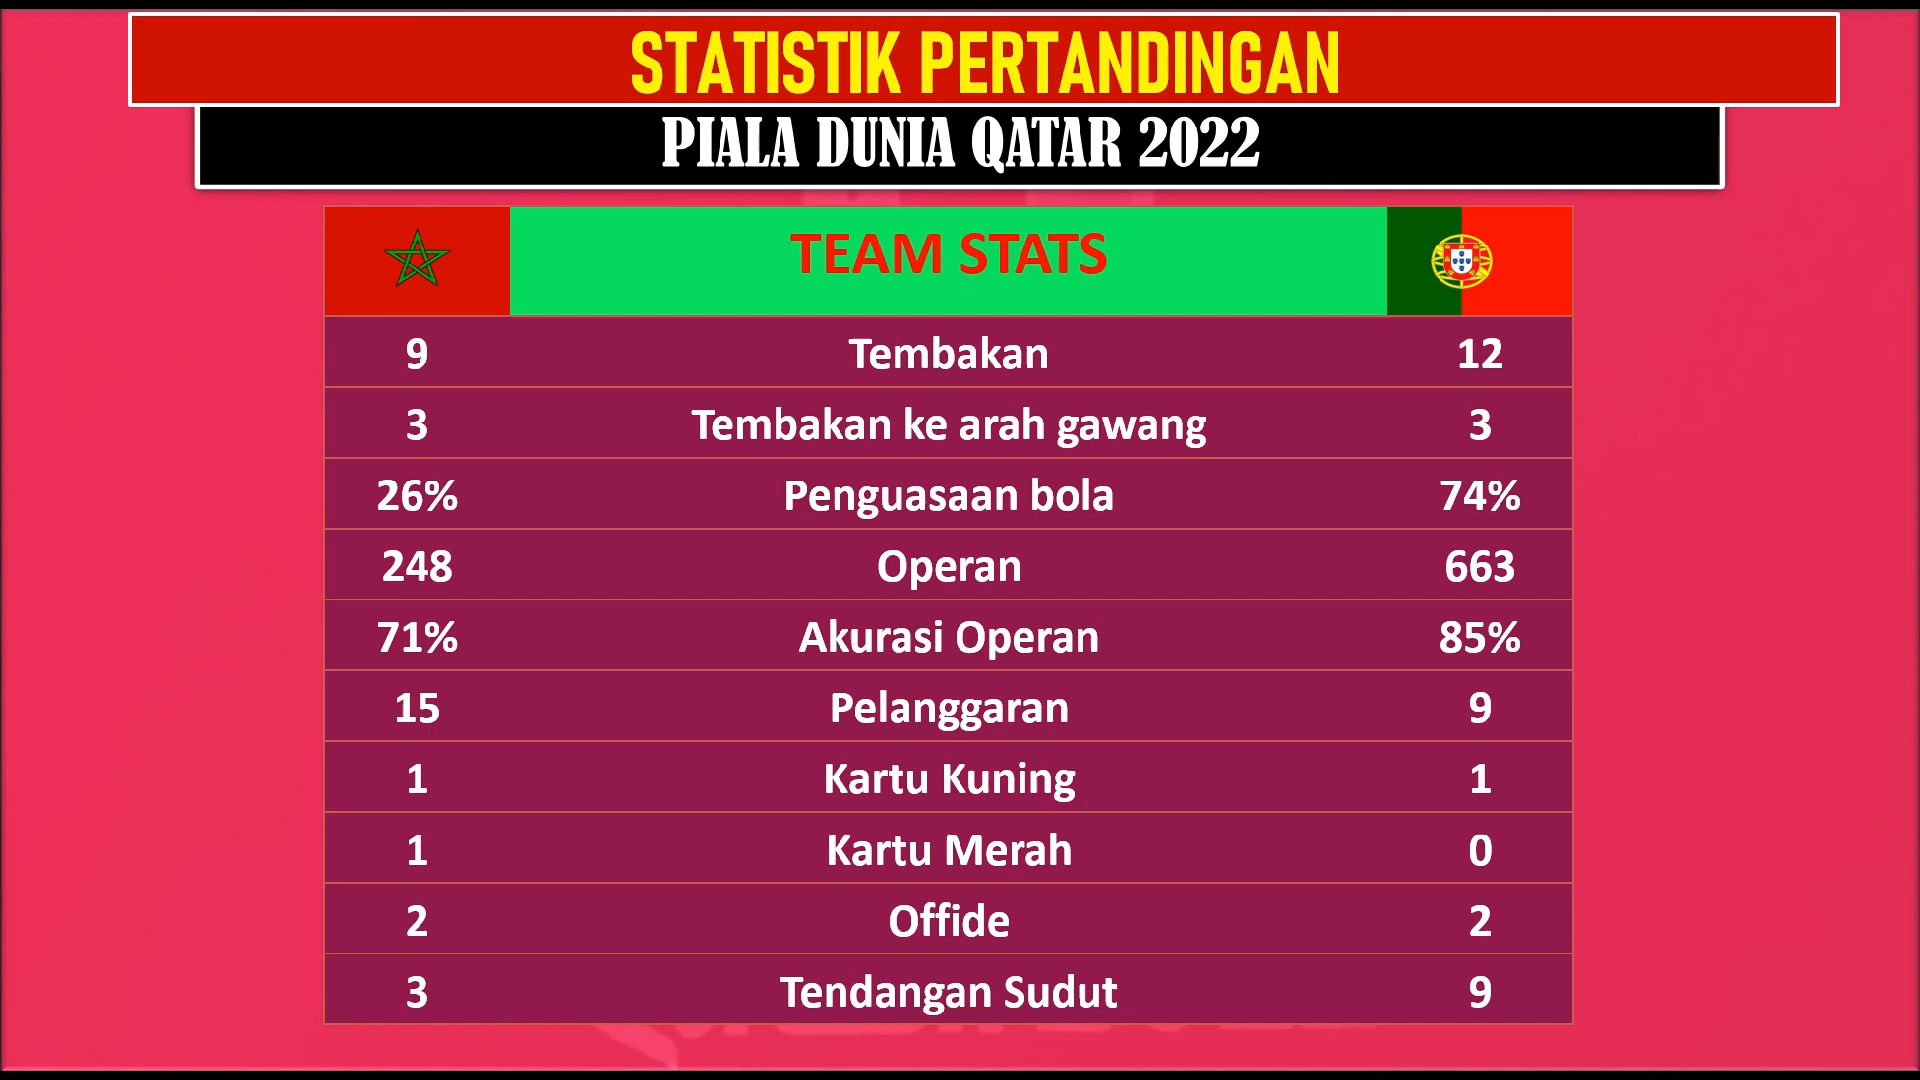 STATISTIK PERTANDINGAN
PIALA DUNIA QATAR 2022
TEAM STATS
9 Tembakan 12
3 Tembakan ke arah gawang 3
26% Penguasaan bola 74%
248 Operan 663
71% Akurasi Operan 85%
15 Pelanggaran 9
1 Kartu Kuning 1
1 Kartu Merah 0
2 Offide 2
3 Tendangan Sudut 9